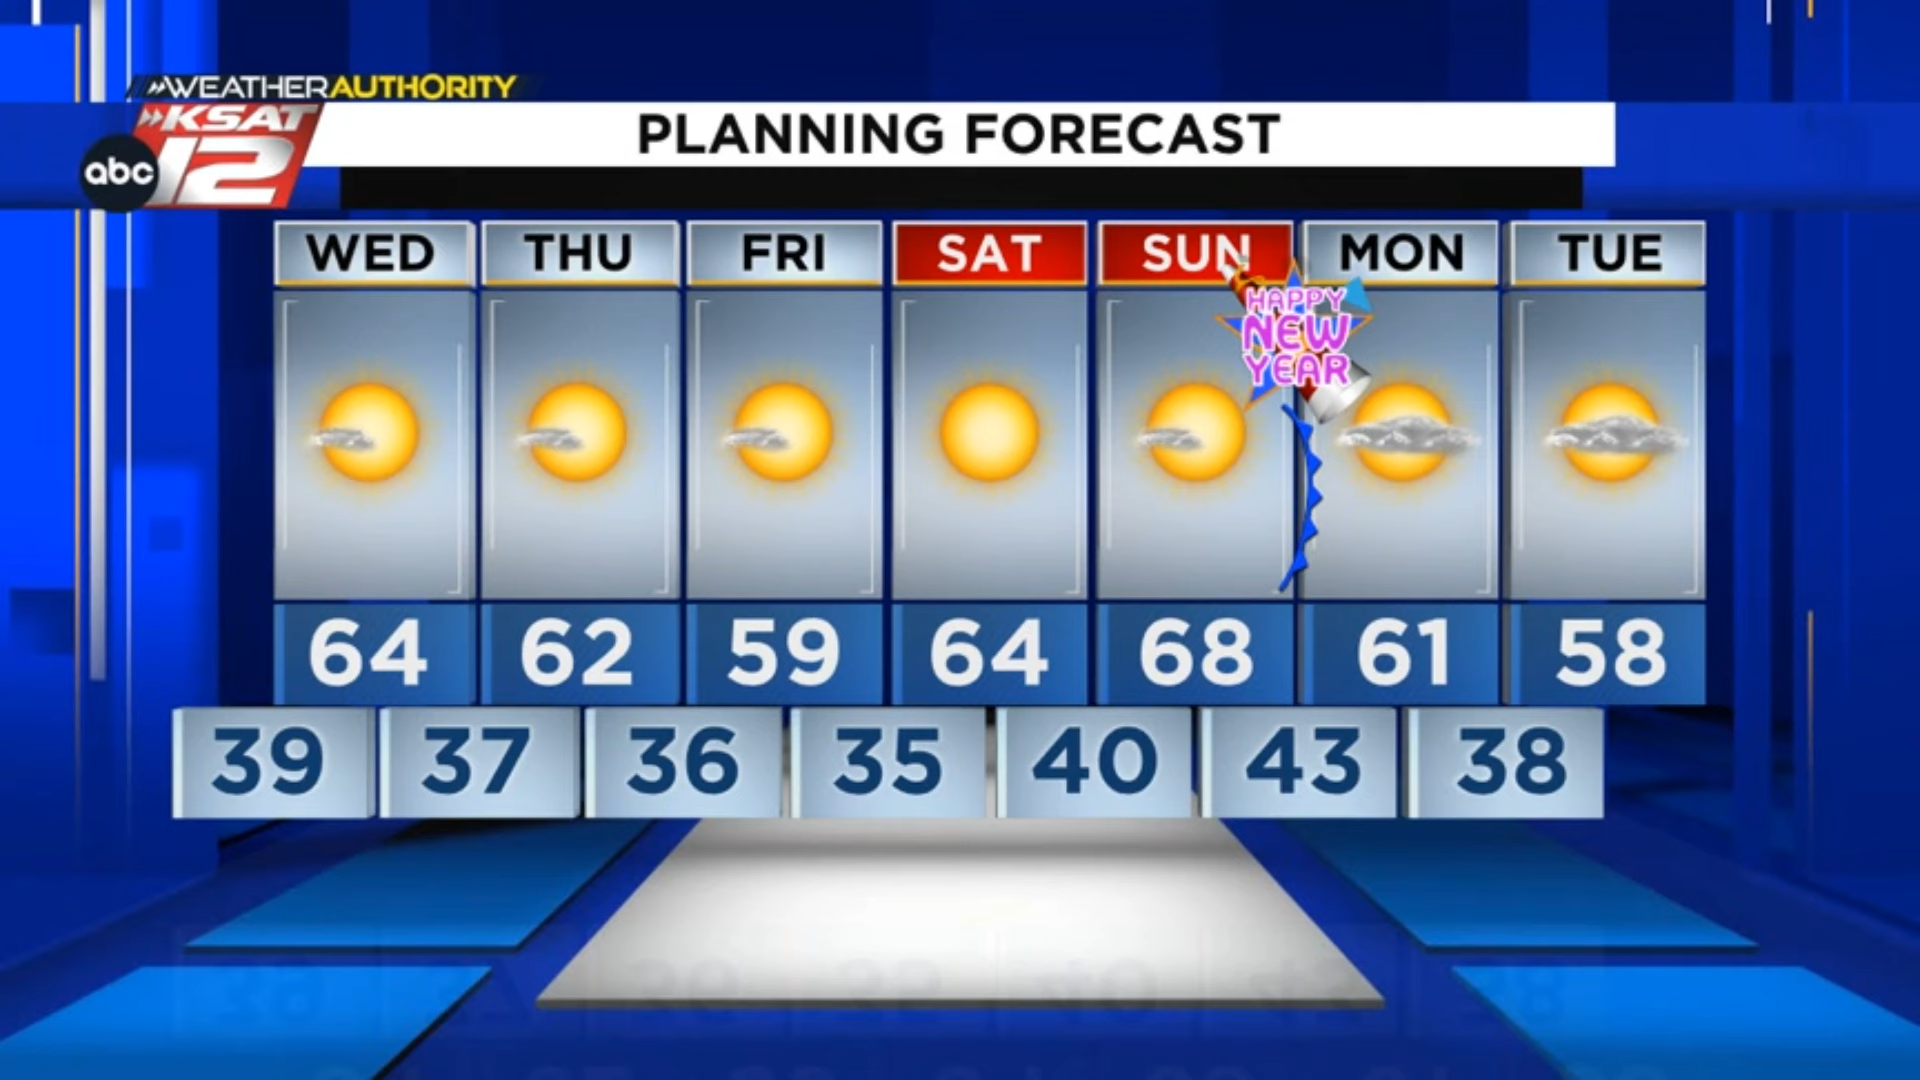 »WEATHERAUTHORITY
»KSAT
abc 12
PLANNING FORECAST
WED THU FRI SAT SUN MON TUE
HAPPY
NEW
YEAR
64 62 59 64 68 61 58
39 37 36 35 40 43 38